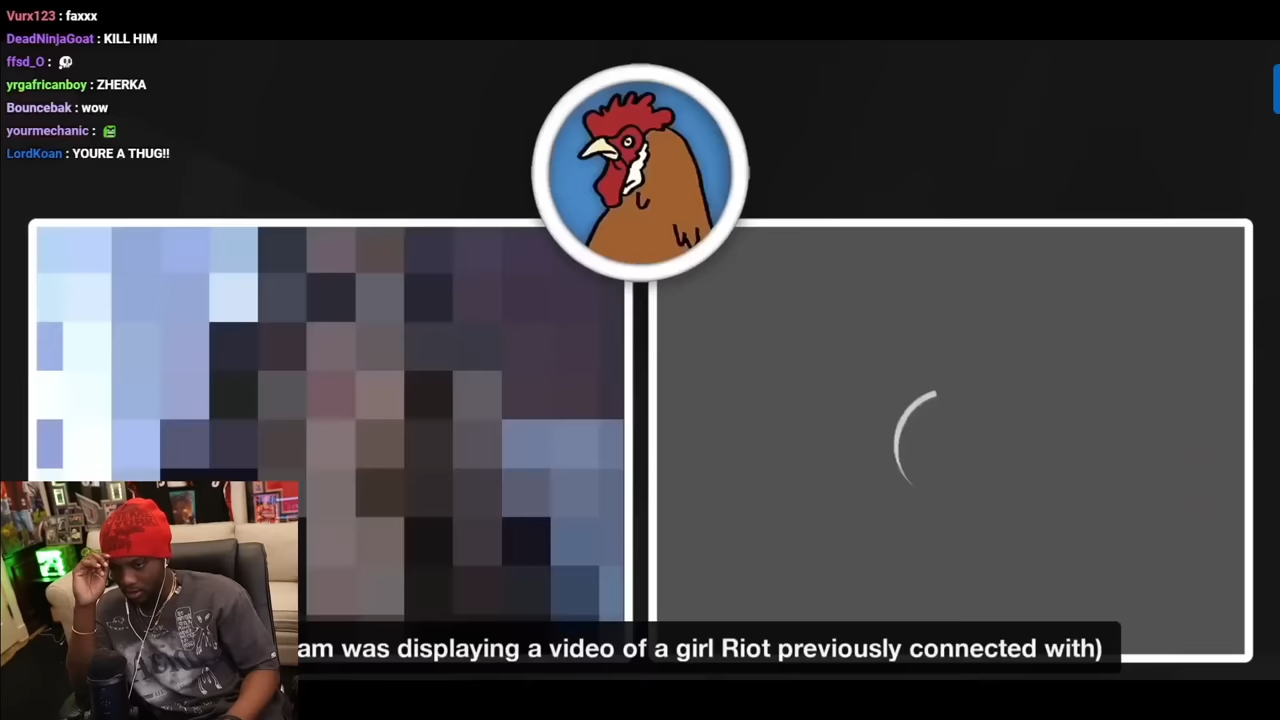 Vurx123 : faxxx
DeadNinjaGoat : KILL HIM
ffsd_O :
yrgafricanboy : ZHERKA
Bouncebak : wow
yourmechanic :
LordKoan : YOURE A THUG!!
am was displaying a video of a girl Riot previously connected with)